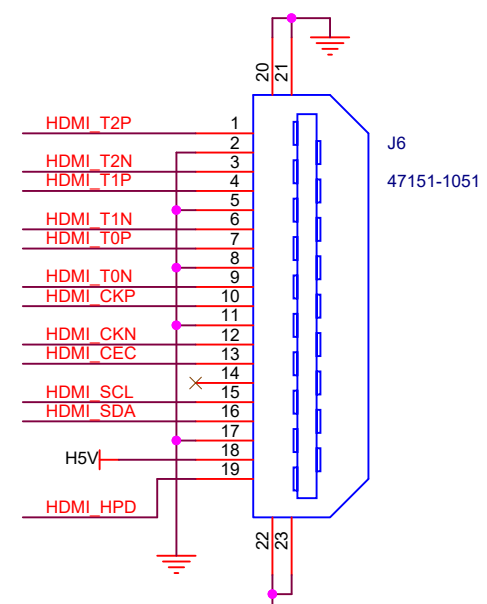 20
21
HDMI_T2P 1
2
J6
HDMI_T2N 3
HDMI_T1P 4
47151-1051
5
HDMI_T1N 6
HDMI_T0P 7
8
HDMI_T0N 9
HDMI_CKP 10
11
HDMI_CKN 12
HDMI_CEC 13
14
HDMI_SCL 15
HDMI_SDA 16
17
H5V 18
19
HDMI_HPD
22
23